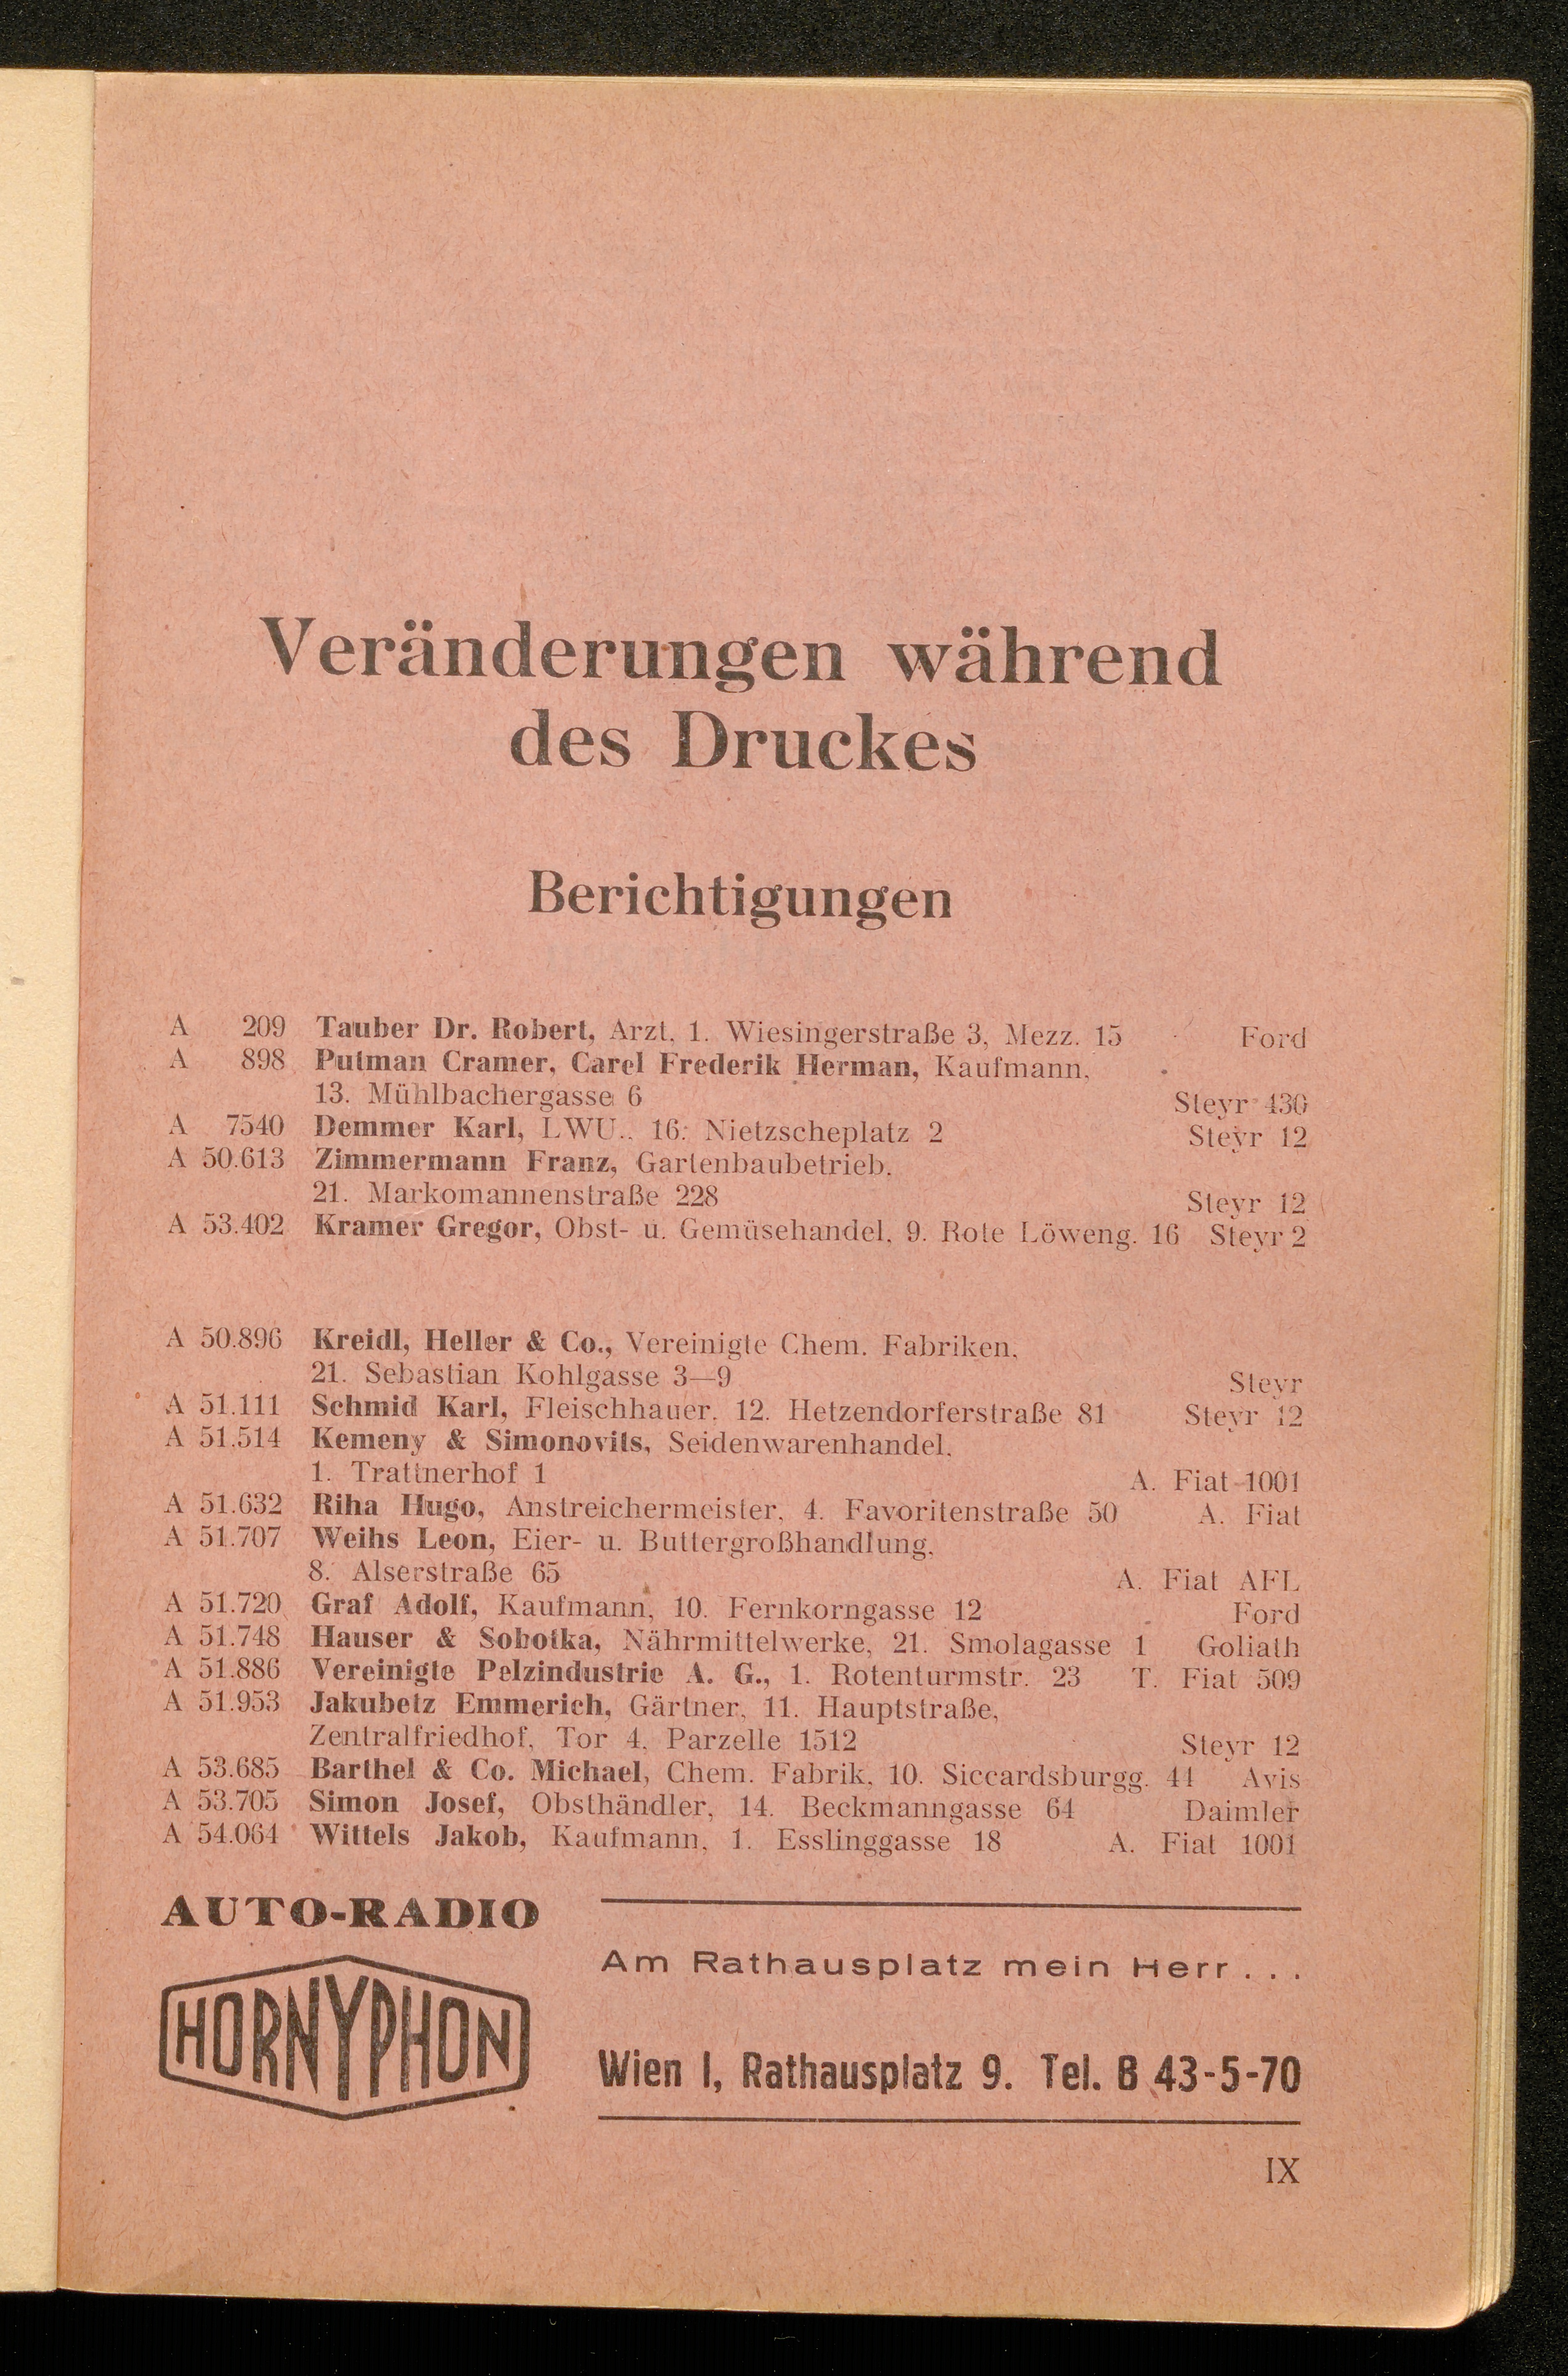 Veränderungen während
des Druckes
Berichtigungen
A 209 Tauber Dr. Robert, Arzt, 1. Wiesingerstraße 3, Mezz. 15 Ford
A 898 Putman Cramer, Carel Frederik Herman, Kaufmann,
13. Mühlbachergasse 6 Steyr 430
A 7540 Demmer Karl, LWU., 16. Nietzscheplatz 2 Steyr 12
A 50.613 Zimmermann Franz, Gartenbaubetrieb,
21. Markomannenstraße 228 Steyr 12
A 53.402 Kramer Gregor, Obst- u. Gemüsehandel, 9. Rote Löweng. 16 Steyr 2
A 50.896 Kreidl, Heller & Co., Vereinigte Chem. Fabriken,
21. Sebastian Kohlgasse 3—9 Steyr
A 51.111 Schmid Karl, Fleischhauer, 12. Hetzendorferstraße 81 Steyr 12
A 51.514 Kemeny & Simonovits, Seidenwarenhandel,
1. Trattnerhof 1 A. Fiat 1001
A 51.632 Riha Hugo, Anstreichermeister, 4. Favoritenstraße 50 A. Fiat
A 51.707 Weihs Leon, Eier- u. Buttergroßhandlung,
8. Alserstraße 65 A. Fiat AFL
A 51.720 Graf Adolf, Kaufmann, 10. Fernkorngasse 12 Ford
A 51.748 Hauser & Sobotka, Nährmittelwerke, 21. Smolagasse 1 Goliath
A 51.886 Vereinigte Pelzindustrie A. G., 1. Rotenturmstr. 23 T. Fiat 509
A 51.953 Jakubetz Emmerich, Gärtner, 11. Hauptstraße,
Zentralfriedhof, Tor 4, Parzelle 1512 Steyr 12
A 53.685 Barthel & Co. Michael, Chem. Fabrik, 10. Siccardsburgg. 44 Avis
A 53.705 Simon Josef, Obsthändler, 14. Beckmanngasse 64 Daimler
A 54.064 Wittels Jakob, Kaufmann, 1. Esslinggasse 18 A. Fiat 1001
AUTO-RADIO
HORNYPHON
Am Rathausplatz mein Herr . . .
Wien I, Rathausplatz 9. Tel. B 43-5-70
IX